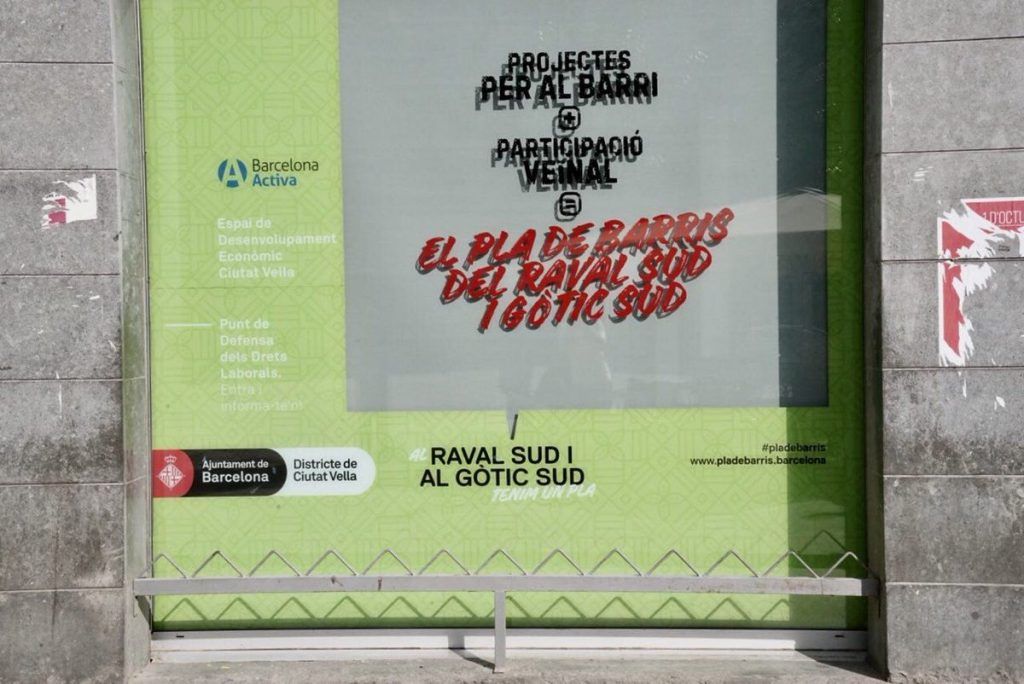 PROJECTES
PER AL BARRI
+
PARTICIPACIÓ
VEïNAL
=
EL PLA DE BARRIS
DEL RAVAL SUD
I GÒTIC SUD
Barcelona
Activa
Espai de
Desenvolupament
Econòmic
Ciutat Vella
Punt de
Defensa
dels Drets
Laborals.
Entra i
informa-te'n!
Ajuntament de
Barcelona
Districte de
Ciutat Vella
AL RAVAL SUD I
AL GÒTIC SUD
TENIM UN PLA
#pladebarris
www.pladebarris.barcelona
1 D'OCTU